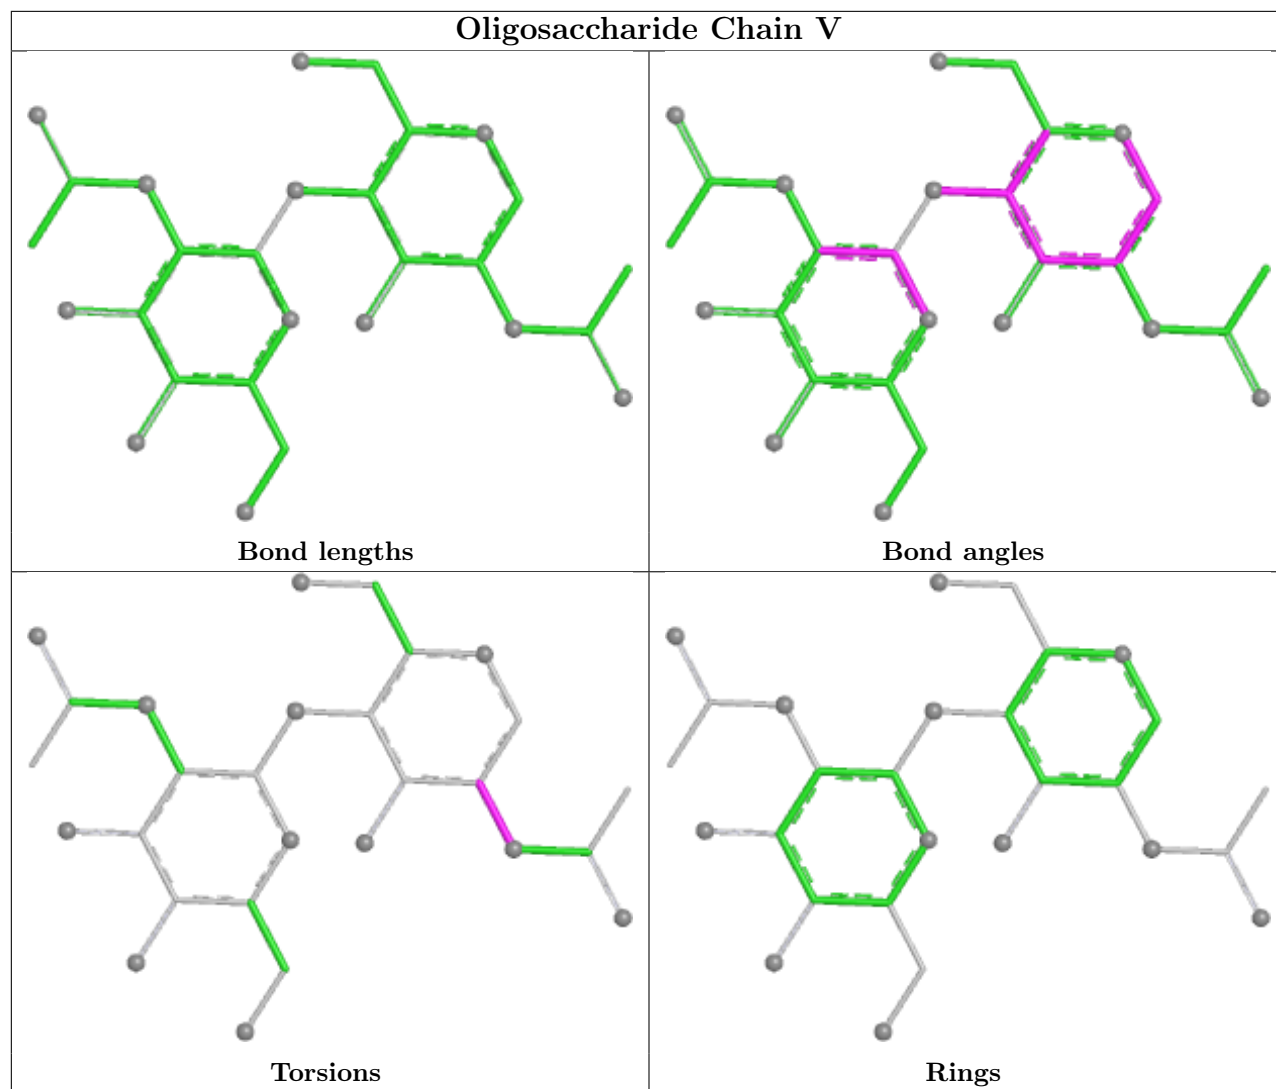 Oligosaccharide Chain V
Bond lengths
Bond angles
Torsions
Rings